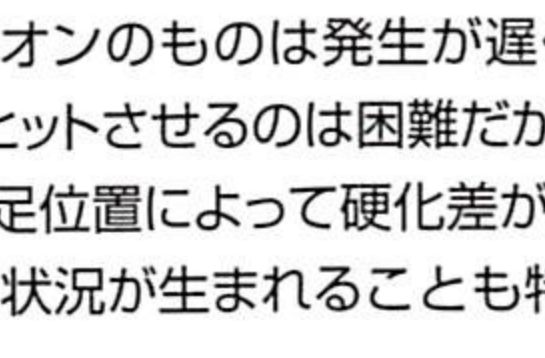 オンのものは発生が遅
ヒットさせるのは困難だか
足位置によって硬化差が
状況が生まれることも特